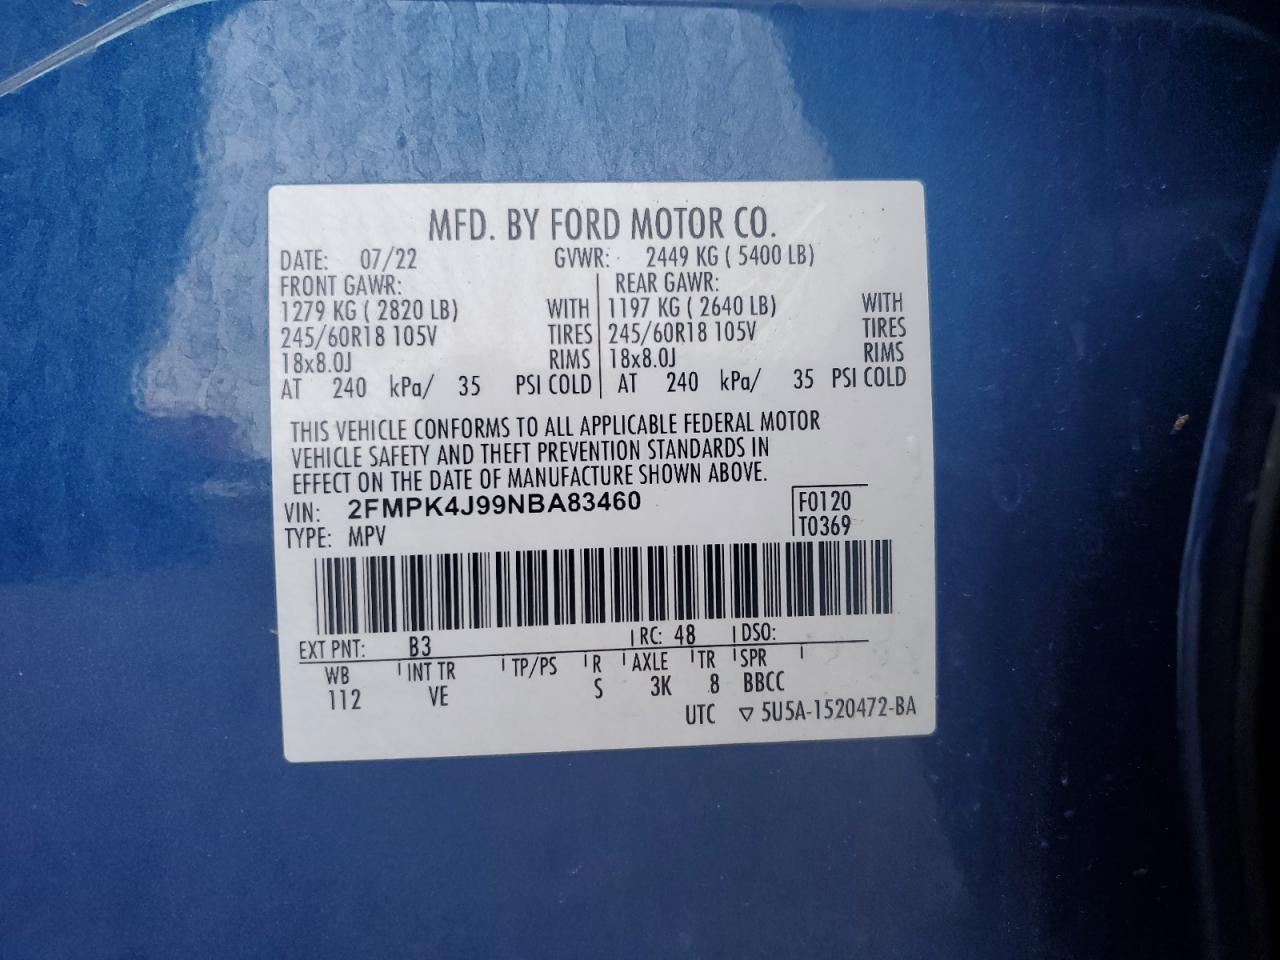 MFD. BY FORD MOTOR CO.
DATE: 07/22 GVWR: 2449 KG ( 5400 LB)
FRONT GAWR: REAR GAWR:
1279 KG ( 2820 LB) WITH 1197 KG ( 2640 LB) WITH
245/60R18 105V TIRES 245/60R18 105V TIRES
18x8.0J RIMS 18x8.0J RIMS
AT 240 kPa/ 35 PSI COLD AT 240 kPa/ 35 PSI COLD
THIS VEHICLE CONFORMS TO ALL APPLICABLE FEDERAL MOTOR
VEHICLE SAFETY AND THEFT PREVENTION STANDARDS IN
EFFECT ON THE DATE OF MANUFACTURE SHOWN ABOVE.
VIN: 2FMPK4J99NBA83460 F0120
TYPE: MPV T0369
EXT PNT: B3 RC: 48 DSO:
WB INT TR TP/PS R AXLE TR SPR
112 VE S 3K 8 BBCC
UTC ▽ 5U5A-1520472-BA